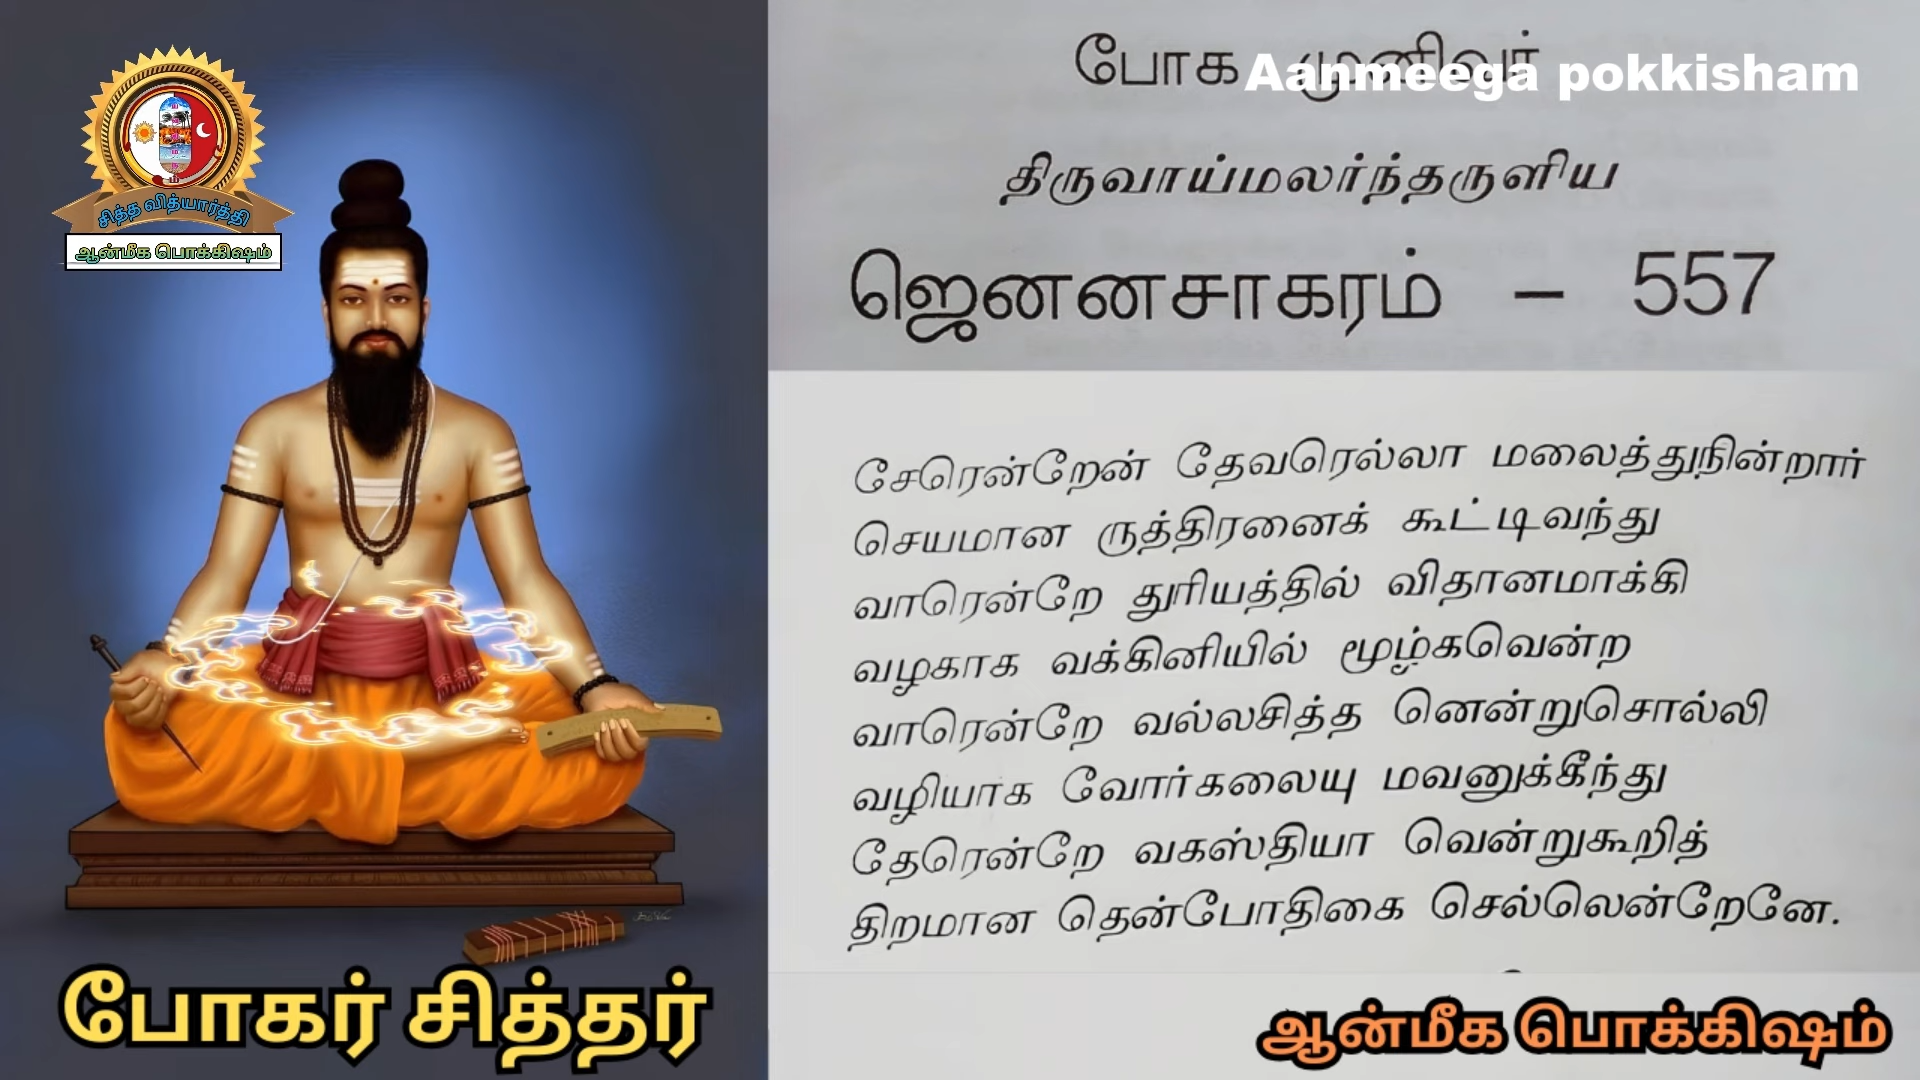 சித்த வித்யார்த்தி
ஆன்மீக பொக்கிஷம்
போகர் சித்தர்
போக முனிவர்
Aanmeega pokkisham
திருவாய்மலர்ந்தருளிய
ஜெனனசாகரம் – 557
சேரென்றேன் தேவரெல்லா மலைத்துநின்றார்
செயமான ருத்திரனைக் கூட்டிவந்து
வாரென்றே துரியத்தில் விதானமாக்கி
வழகாக வக்கினியில் மூழ்கவென்ற
வாரென்றே வல்லசித்த னென்றுசொல்லி
வழியாக வோர்கலையு மவனுக்கீந்து
தேரென்றே வகஸ்தியா வென்றுகூறித்
திறமான தென்போதிகை செல்லென்றேனே.
ஆன்மீக பொக்கிஷம்